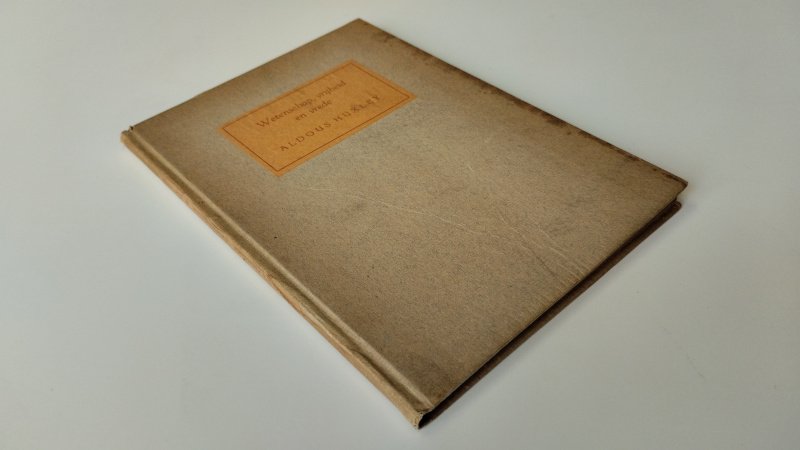 Wetenschap, vrijheid
en vrede
ALDOUS HUXLEY